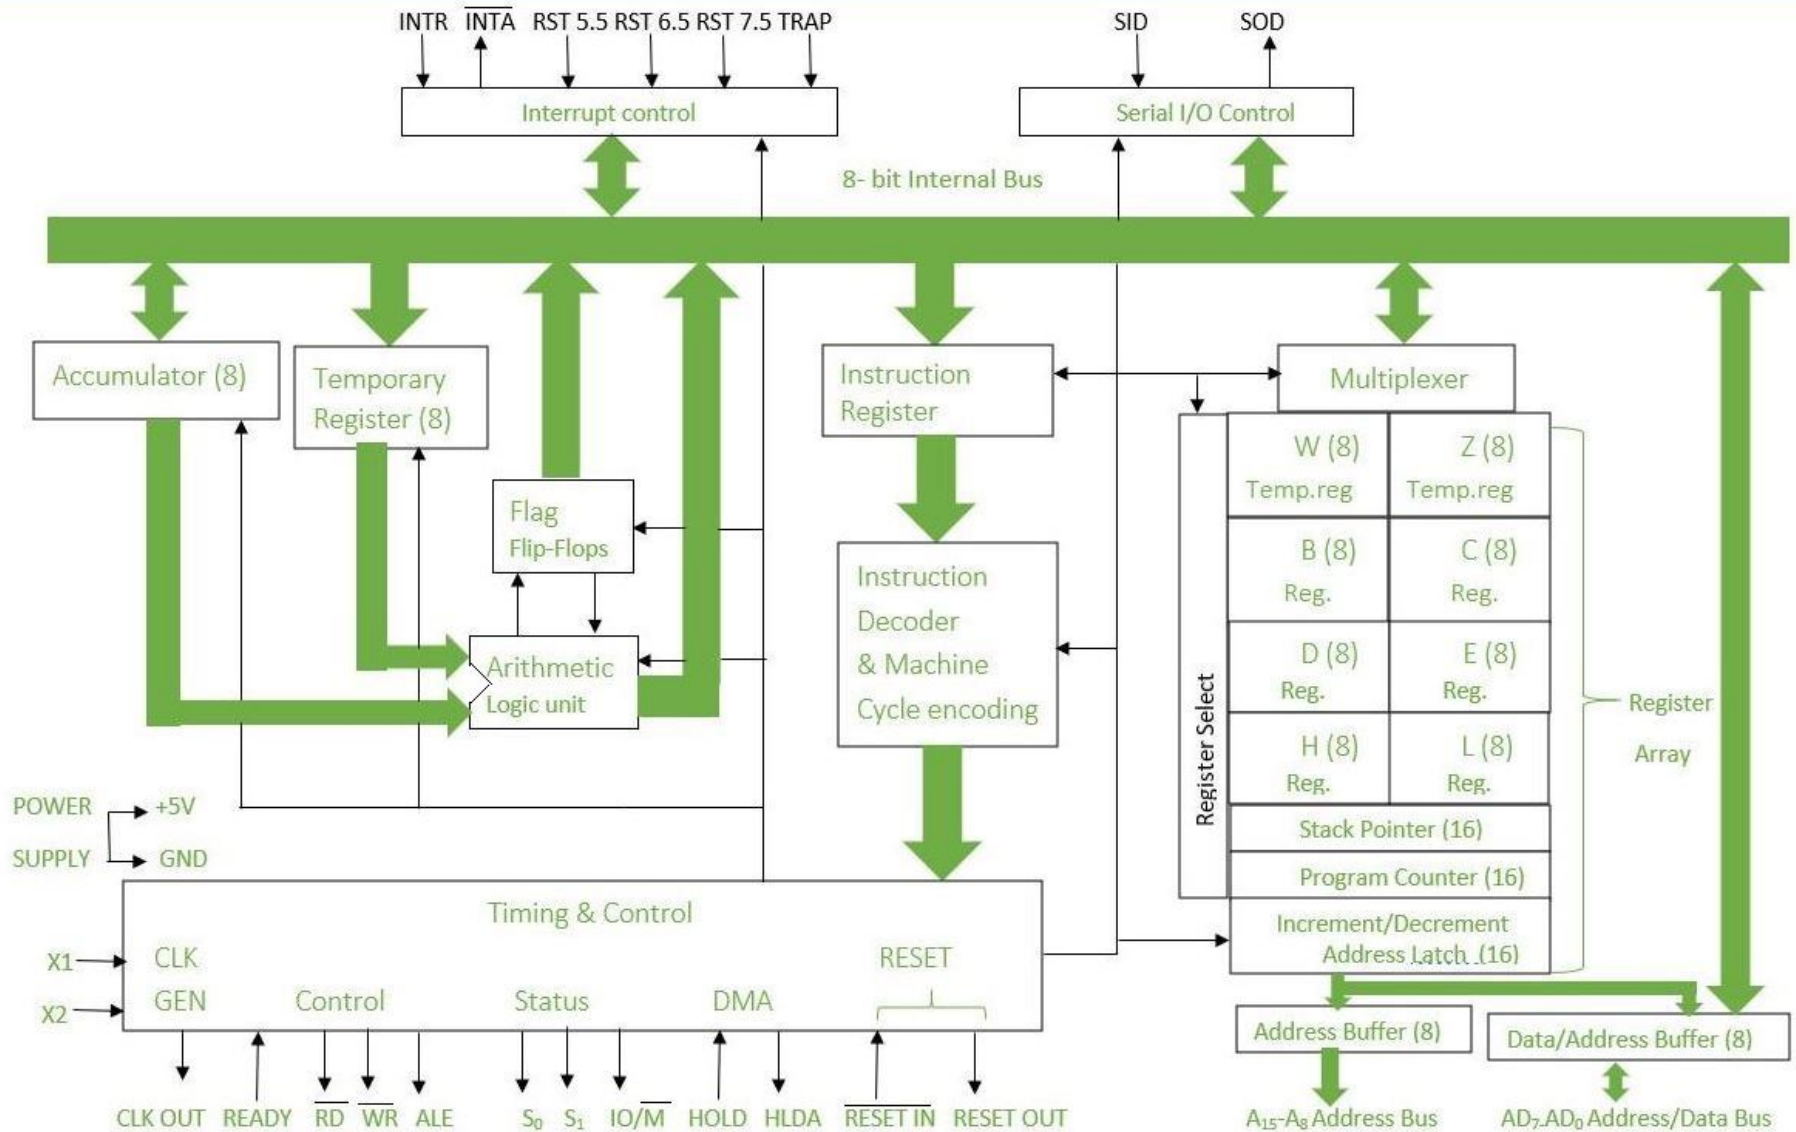 INTR I̅N̅T̅A̅ RST 5.5 RST 6.5 RST 7.5 TRAP
SID SOD
Interrupt control
Serial I/O Control
8- bit Internal Bus
Accumulator (8)
Temporary
Register (8)
Flag
Flip-Flops
Arithmetic
Logic unit
Instruction
Register
Instruction
Decoder
& Machine
Cycle encoding
Multiplexer
Register Select
W (8)
Temp.reg
Z (8)
Temp.reg
B (8)
Reg.
C (8)
Reg.
D (8)
Reg.
E (8)
Reg.
H (8)
Reg.
L (8)
Reg.
Stack Pointer (16)
Program Counter (16)
Increment/Decrement
Address Latch (16)
Register
Array
POWER +5V
SUPPLY GND
Timing & Control
X1
X2
CLK
GEN
Control
Status
DMA
RESET
CLK OUT READY R̅D̅ W̅R̅ ALE S₀ S₁ IO/M̅ HOLD HLDA R̅E̅S̅E̅T̅ I̅N̅ RESET OUT
Address Buffer (8)
Data/Address Buffer (8)
A₁₅-A₈ Address Bus
AD₇-AD₀ Address/Data Bus